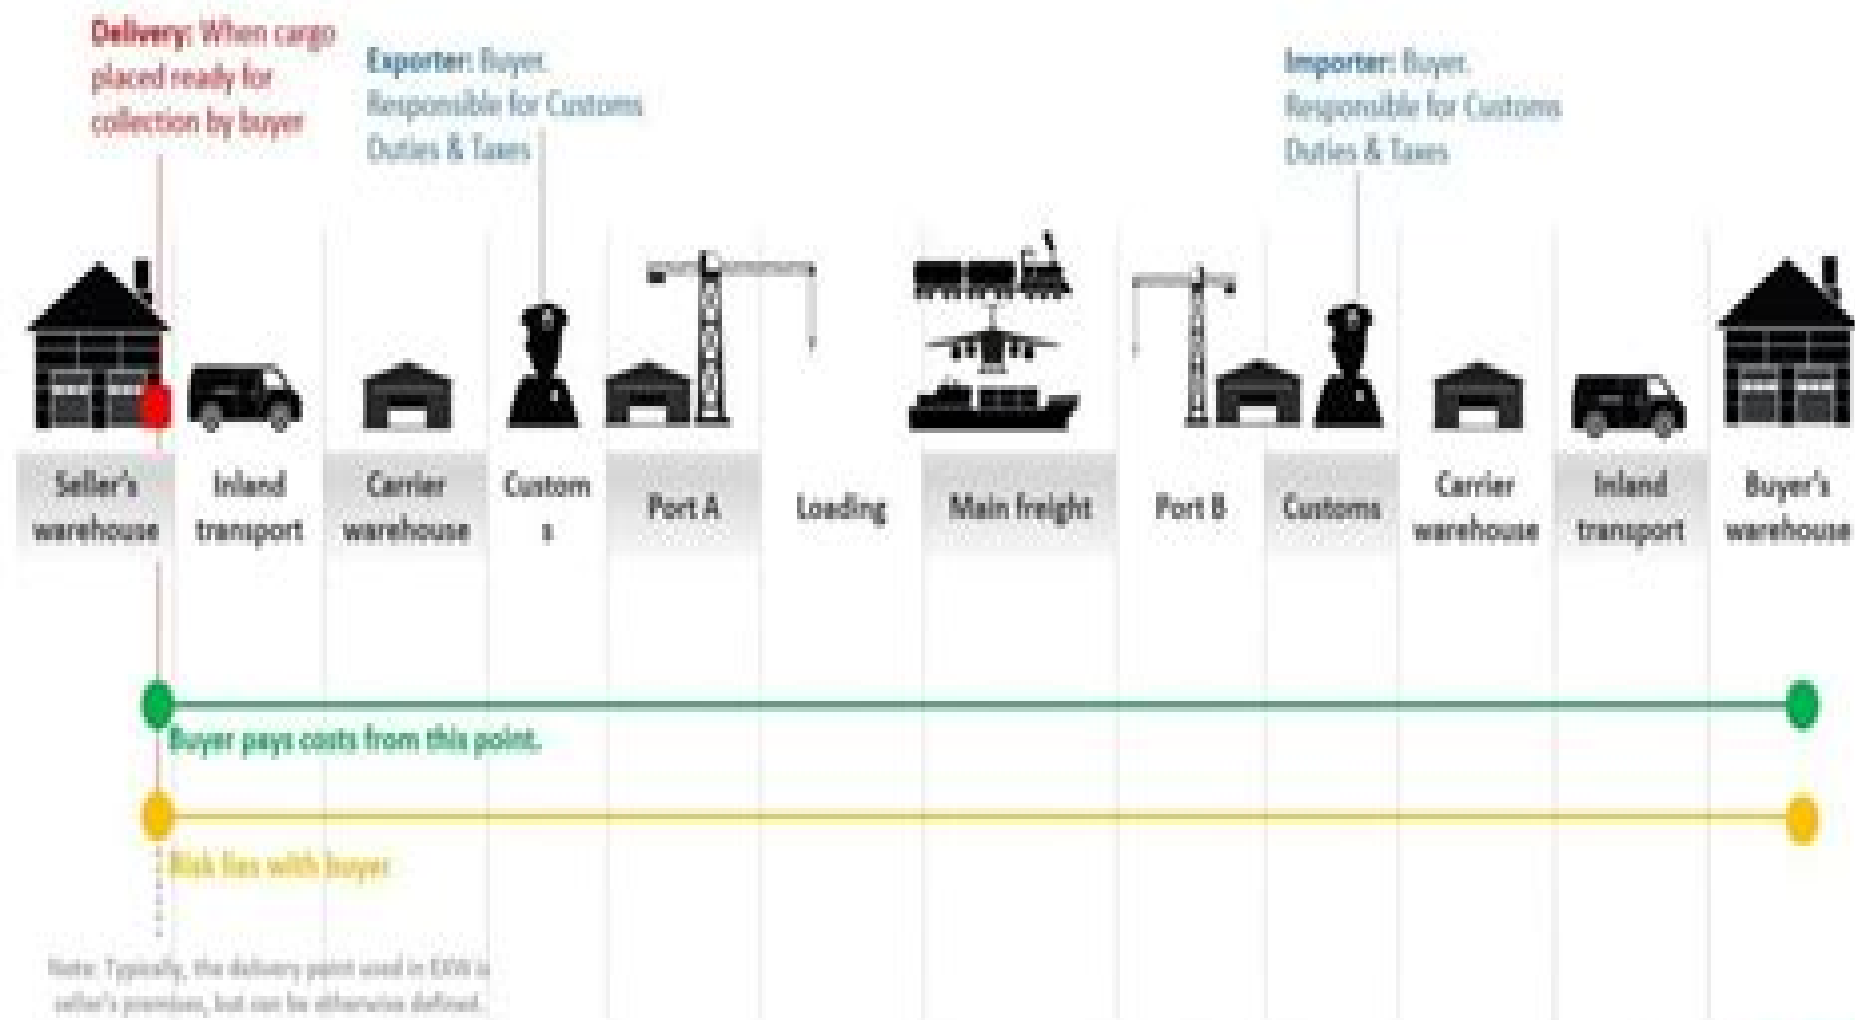 Delivery: When cargo
placed ready for
collection by buyer
Exporter: Buyer.
Responsible for Customs
Duties & Taxes
Importer: Buyer.
Responsible for Customs
Duties & Taxes
Seller's
warehouse
Inland
transport
Carrier
warehouse
Custom
s
Port A
Loading
Main freight
Port B
Customs
Carrier
warehouse
Inland
transport
Buyer's
warehouse
Buyer pays costs from this point.
Risk lies with buyer
Note: Typically, the delivery point used in EXW is
seller's premises, but can be otherwise defined.